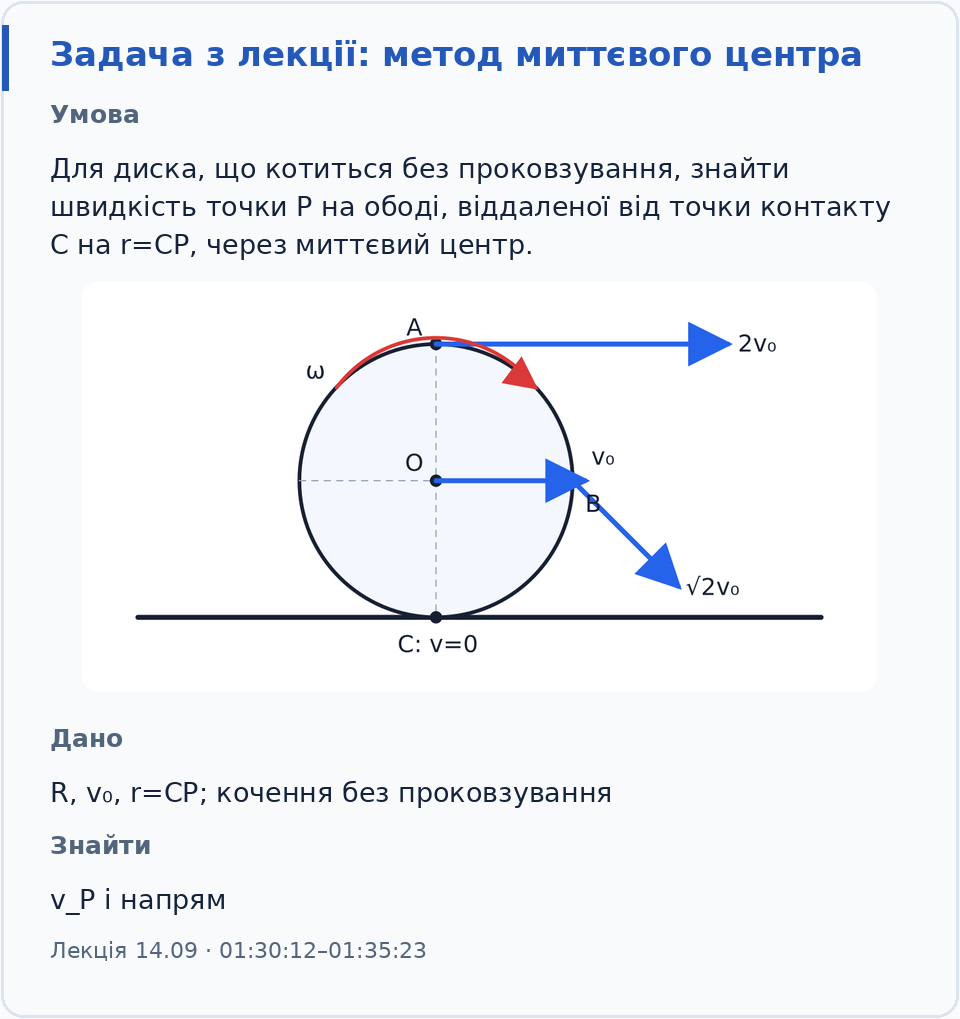 Задача з лекції: метод миттєвого центра
Умова
Для диска, що котиться без проковзування, знайти
швидкість точки P на ободі, віддаленої від точки контакту
C на r=CP, через миттєвий центр.
A
2v₀
ω
O
v₀
B
√2v₀
C: v=0
Дано
R, v₀, r=CP; кочення без проковзування
Знайти
v_P і напрям
Лекція 14.09 · 01:30:12–01:35:23